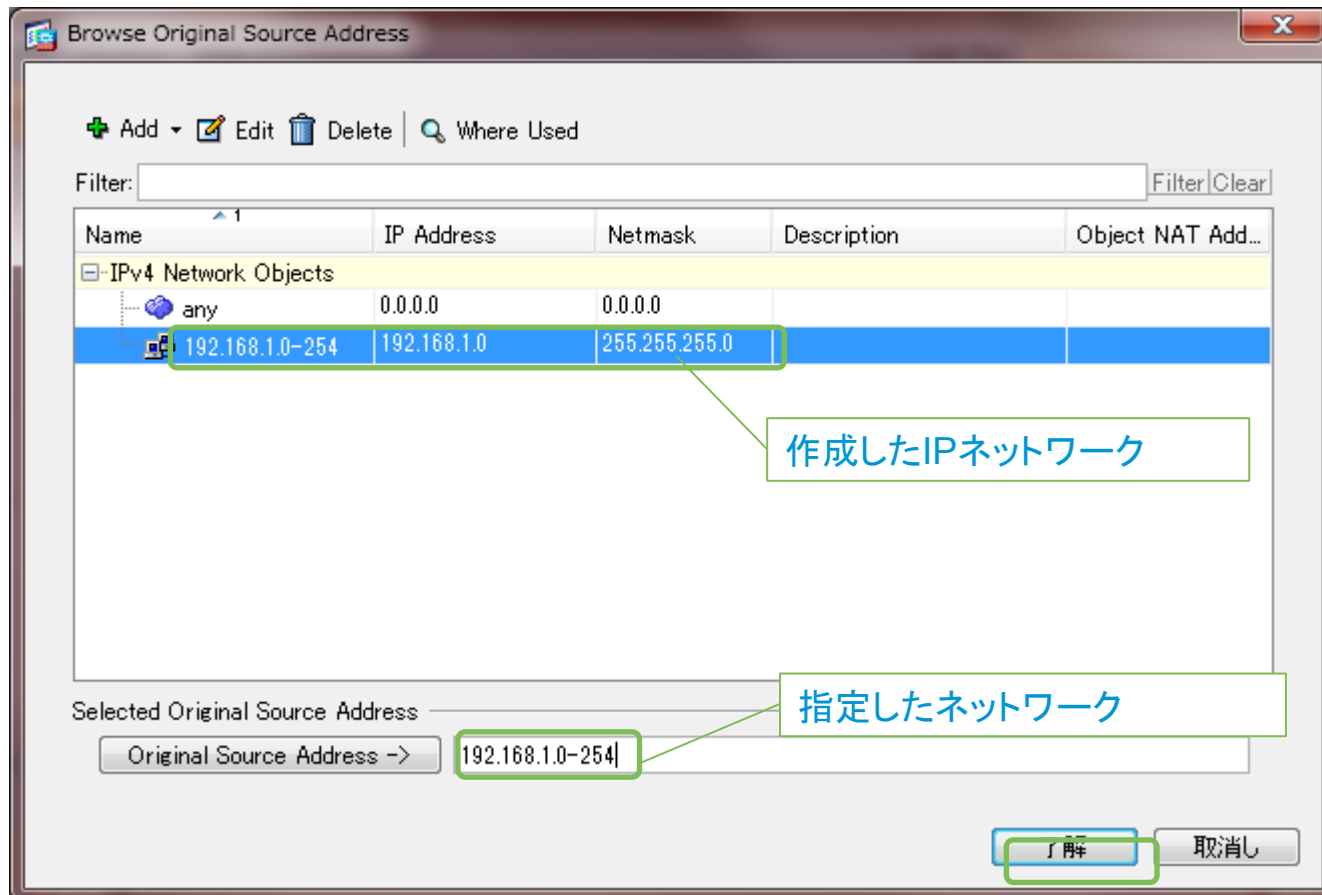 Browse Original Source Address
Add Edit Delete Where Used
Filter: Filter Clear
1
Name IP Address Netmask Description Object NAT Add...
IPv4 Network Objects
any 0.0.0.0 0.0.0.0
192.168.1.0-254 192.168.1.0 255.255.255.0
作成したIPネットワーク
指定したネットワーク
Selected Original Source Address
Original Source Address -> 192.168.1.0-254
了解 取消し